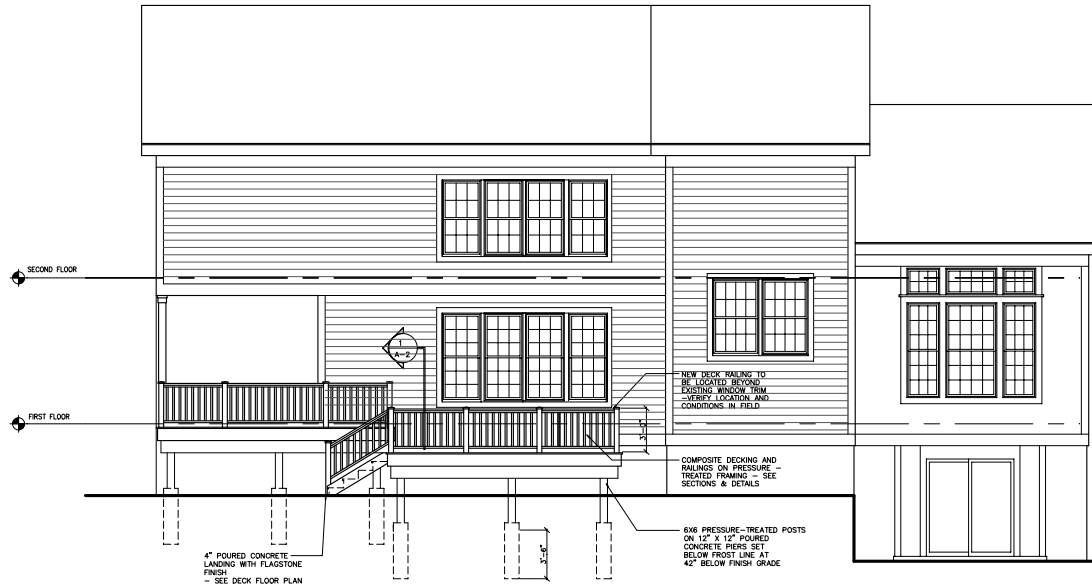 SECOND FLOOR
1
A-2
NEW DECK RAILING TO
BE LOCATED BEYOND
EXISTING WINDOW TRIM
-VERIFY LOCATION AND
CONDITIONS IN FIELD
FIRST FLOOR
3'-0"
COMPOSITE DECKING AND
RAILINGS ON PRESSURE -
TREATED FRAMING - SEE
SECTIONS & DETAILS
6X6 PRESSURE-TREATED POSTS
ON 12" X 12" POURED
CONCRETE PIERS SET
BELOW FROST LINE AT
42" BELOW FINISH GRADE
3'-6"
4" POURED CONCRETE
LANDING WITH FLAGSTONE
FINISH
- SEE DECK FLOOR PLAN